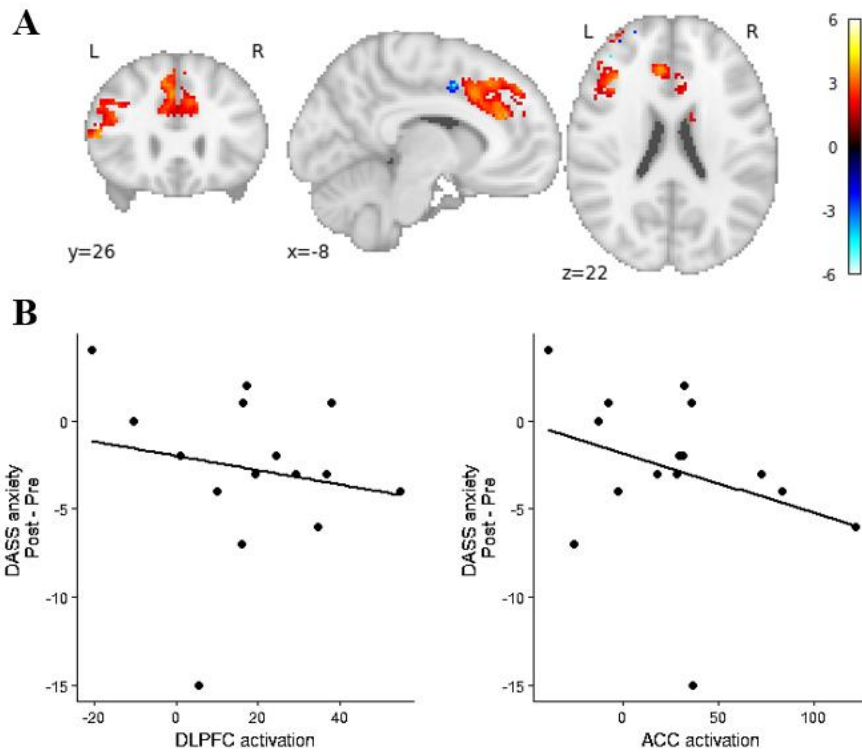 A
L R
y=26
x=-8
L R
z=22
6
3
0
-3
-6
B
DASS anxiety
Post - Pre
0
-5
-10
-15
-20 0 20 40
DLPFC activation
DASS anxiety
Post - Pre
0
-5
-10
-15
0 50 100
ACC activation